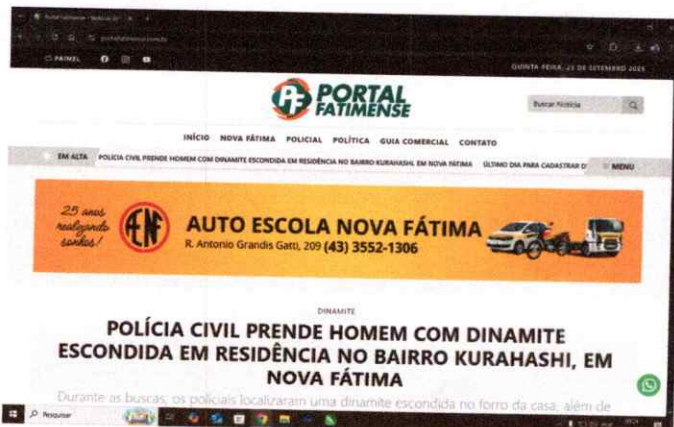 PAINEL
QUINTA-FEIRA, 25 DE SETEMBRO 2025
PORTAL
FATIMENSE
Buscar Notícia
INÍCIO NOVA FÁTIMA POLICIAL POLÍTICA GUIA COMERCIAL CONTATO
EM ALTA POLÍCIA CIVIL PRENDE HOMEM COM DINAMITE ESCONDIDA EM RESIDÊNCIA NO BAIRRO KURAHASHI, EM NOVA FÁTIMA ÚLTIMO DIA PARA CADASTRAR MENU
25 anos
realizando
sonhos!
AUTO ESCOLA NOVA FÁTIMA
R. Antonio Grandis Gatti, 209 (43) 3552-1306
DINAMITE
POLÍCIA CIVIL PRENDE HOMEM COM DINAMITE
ESCONDIDA EM RESIDÊNCIA NO BAIRRO KURAHASHI, EM
NOVA FÁTIMA
Durante as buscas, os policiais localizaram uma dinamite escondida no forro da casa, além de
Pesquisar